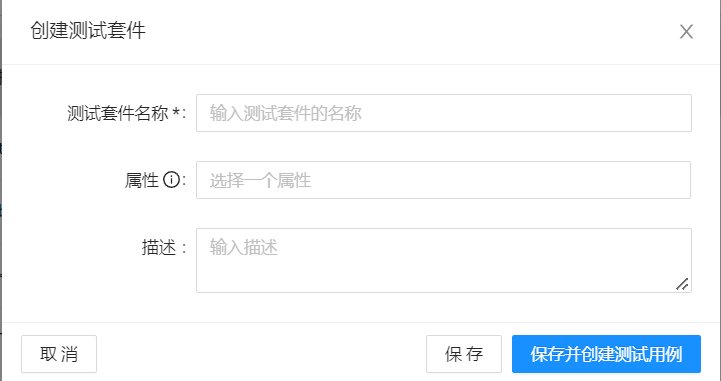 创建测试套件
测试套件名称 *:
输入测试套件的名称
属性 :
选择一个属性
描述 :
输入描述
取 消
保 存
保存并创建测试用例